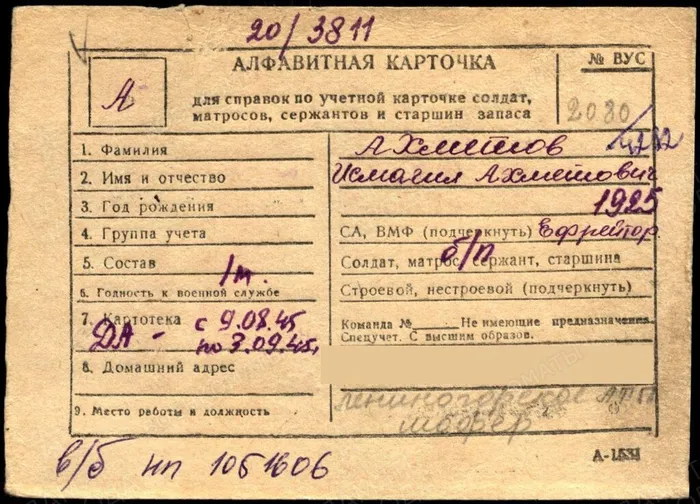 20/3811
АЛФАВИТНАЯ КАРТОЧКА
№ ВУС
А
для справок по учетной карточке солдат,
матросов, сержантов и старшин запаса
2080
1. Фамилия
Ахметов
2. Имя и отчество
Исмагил Ахметович
3. Год рождения
1925
4. Группа учета
СА, ВМФ (подчеркнуть) Ефрейтор
5. Состав
Солдат, матрос, сержант, старшина
б/п
6. Годность к военной службе
/м.
Строевой, нестроевой (подчеркнуть)
7. Картотека с 9.08.45
ДА - по 3.09.45г
Команда № Не имеющие предназначения
Спецучет. С высшим образов.
8. Домашний адрес
Лениногорское
9. Место работы и должность
шофер
в/б нп 1051606
А-1531